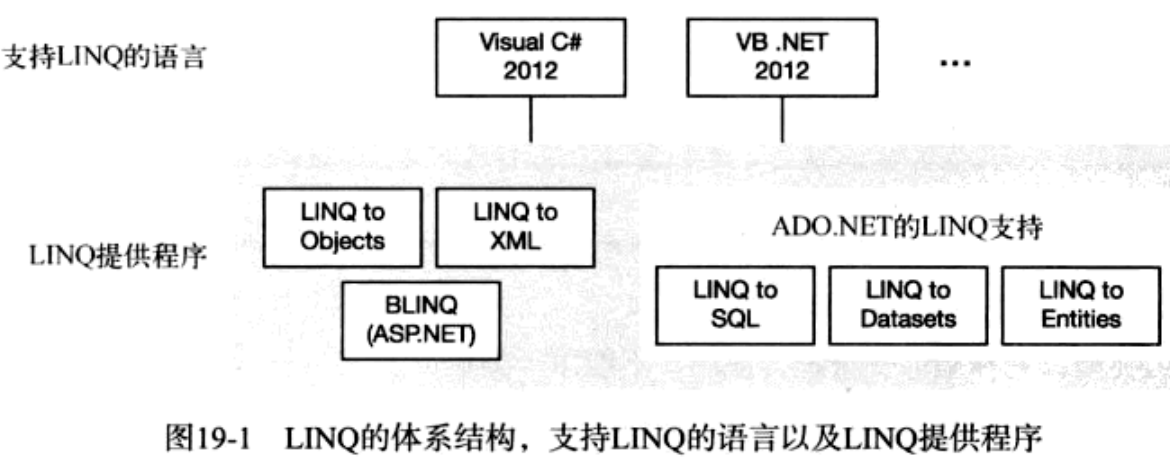 支持LINQ的语言
Visual C#
2012
VB .NET
2012
...
LINQ提供程序
LINQ to
Objects
LINQ to
XML
BLINQ
(ASP.NET)
ADO.NET的LINQ支持
LINQ to
SQL
LINQ to
Datasets
LINQ to
Entities
图19-1 LINQ的体系结构，支持LINQ的语言以及LINQ提供程序